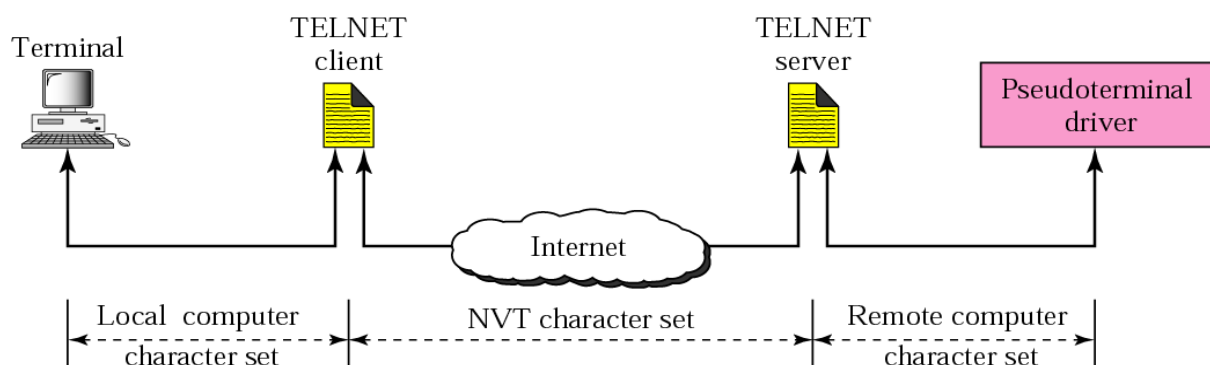 Terminal
TELNET
client
TELNET
server
Pseudoterminal
driver
Internet
Local computer
character set
NVT character set
Remote computer
character set